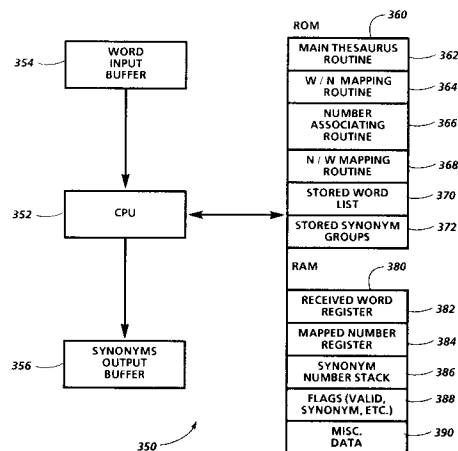 ROM
360
WORD
INPUT
BUFFER
354
MAIN THESAURUS
ROUTINE
362
W / N MAPPING
ROUTINE
364
NUMBER
ASSOCIATING
ROUTINE
366
N / W MAPPING
ROUTINE
368
352
CPU
STORED WORD
LIST
370
STORED SYNONYM
GROUPS
372
RAM
380
RECEIVED WORD
REGISTER
382
MAPPED NUMBER
REGISTER
384
356
SYNONYMS
OUTPUT
BUFFER
SYNONYM
NUMBER STACK
386
FLAGS (VALID,
SYNONYM, ETC.)
388
MISC.
DATA
390
350